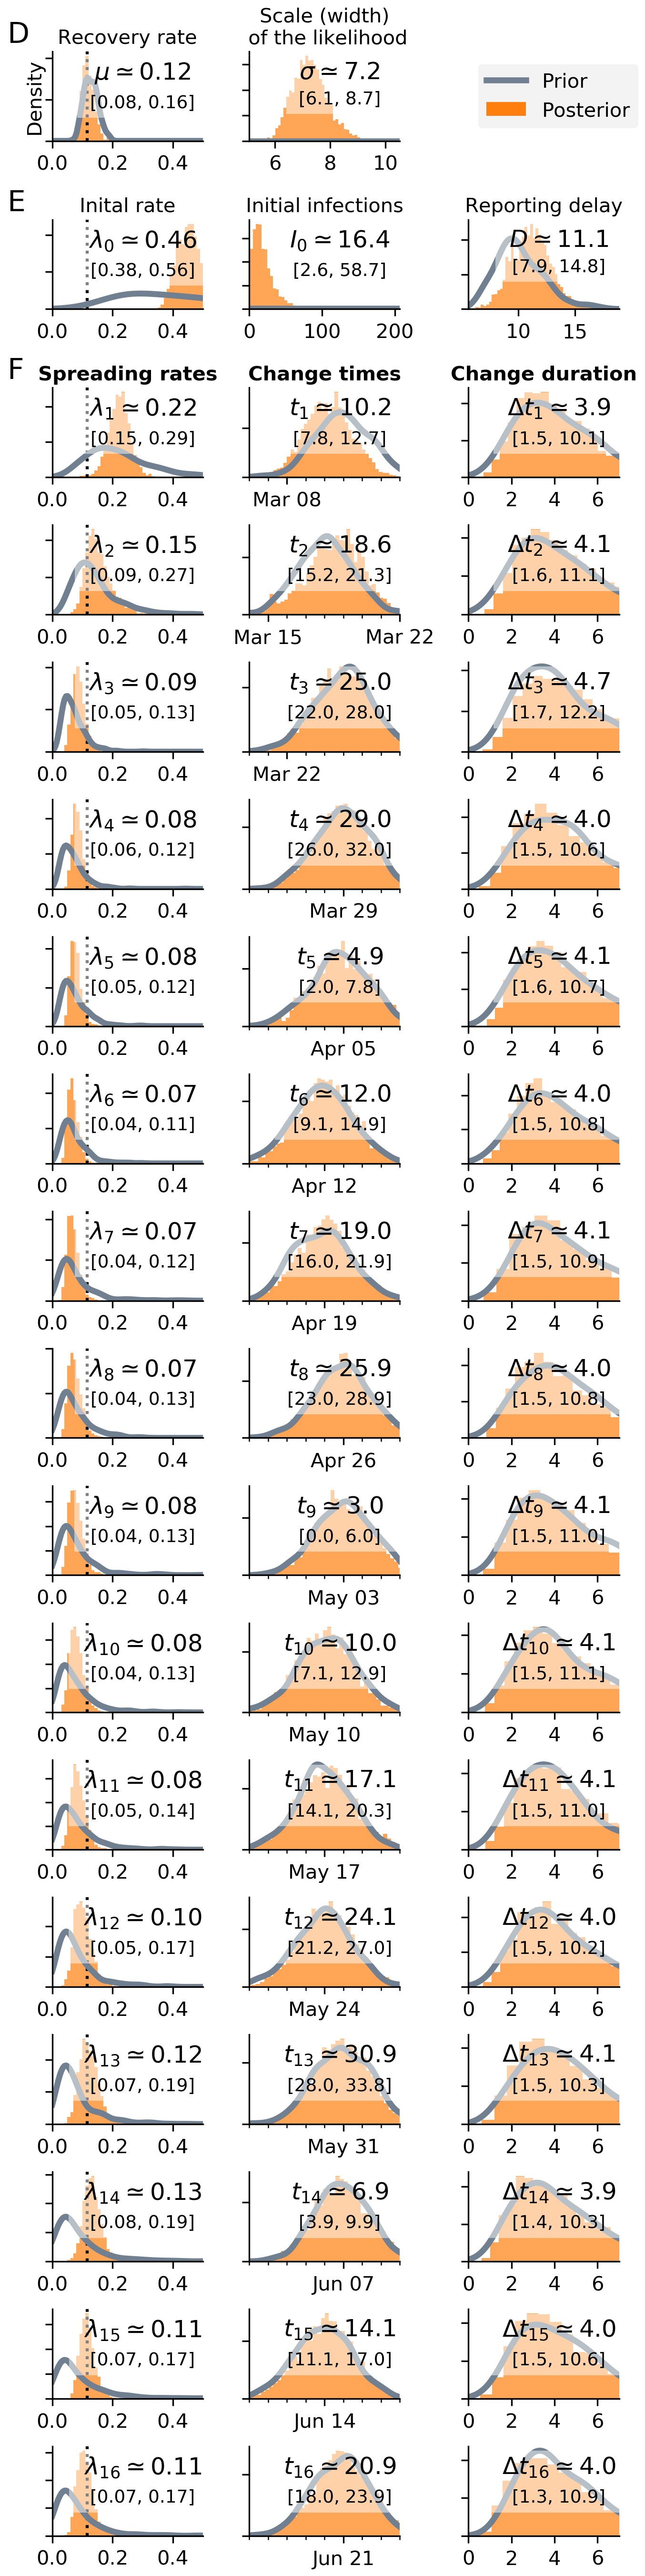 D
Recovery rate
Scale (width)
of the likelihood
Density
μ ≃ 0.12
[0.08, 0.16]
σ ≃ 7.2
[6.1, 8.7]
Prior
Posterior
0.0 0.2 0.4
6 8 10
E
Inital rate
Initial infections
Reporting delay
λ0 ≃ 0.46
[0.38, 0.56]
I0 ≃ 16.4
[2.6, 58.7]
D ≃ 11.1
[7.9, 14.8]
0.0 0.2 0.4
0 100 200
10 15
F
Spreading rates
Change times
Change duration
λ1 ≃ 0.22
[0.15, 0.29]
t1 ≃ 10.2
[7.8, 12.7]
Δt1 ≃ 3.9
[1.5, 10.1]
0.0 0.2 0.4
Mar 08
0 2 4 6
λ2 ≃ 0.15
[0.09, 0.27]
t2 ≃ 18.6
[15.2, 21.3]
Δt2 ≃ 4.1
[1.6, 11.1]
0.0 0.2 0.4
Mar 15 Mar 22
0 2 4 6
λ3 ≃ 0.09
[0.05, 0.13]
t3 ≃ 25.0
[22.0, 28.0]
Δt3 ≃ 4.7
[1.7, 12.2]
0.0 0.2 0.4
Mar 22
0 2 4 6
λ4 ≃ 0.08
[0.06, 0.12]
t4 ≃ 29.0
[26.0, 32.0]
Δt4 ≃ 4.0
[1.5, 10.6]
0.0 0.2 0.4
Mar 29
0 2 4 6
λ5 ≃ 0.08
[0.05, 0.12]
t5 ≃ 4.9
[2.0, 7.8]
Δt5 ≃ 4.1
[1.6, 10.7]
0.0 0.2 0.4
Apr 05
0 2 4 6
λ6 ≃ 0.07
[0.04, 0.11]
t6 ≃ 12.0
[9.1, 14.9]
Δt6 ≃ 4.0
[1.5, 10.8]
0.0 0.2 0.4
Apr 12
0 2 4 6
λ7 ≃ 0.07
[0.04, 0.12]
t7 ≃ 19.0
[16.0, 21.9]
Δt7 ≃ 4.1
[1.5, 10.9]
0.0 0.2 0.4
Apr 19
0 2 4 6
λ8 ≃ 0.07
[0.04, 0.13]
t8 ≃ 25.9
[23.0, 28.9]
Δt8 ≃ 4.0
[1.5, 10.8]
0.0 0.2 0.4
Apr 26
0 2 4 6
λ9 ≃ 0.08
[0.04, 0.13]
t9 ≃ 3.0
[0.0, 6.0]
Δt9 ≃ 4.1
[1.5, 11.0]
0.0 0.2 0.4
May 03
0 2 4 6
λ10 ≃ 0.08
[0.04, 0.13]
t10 ≃ 10.0
[7.1, 12.9]
Δt10 ≃ 4.1
[1.5, 11.1]
0.0 0.2 0.4
May 10
0 2 4 6
λ11 ≃ 0.08
[0.05, 0.14]
t11 ≃ 17.1
[14.1, 20.3]
Δt11 ≃ 4.1
[1.5, 11.0]
0.0 0.2 0.4
May 17
0 2 4 6
λ12 ≃ 0.10
[0.05, 0.17]
t12 ≃ 24.1
[21.2, 27.0]
Δt12 ≃ 4.0
[1.5, 10.2]
0.0 0.2 0.4
May 24
0 2 4 6
λ13 ≃ 0.12
[0.07, 0.19]
t13 ≃ 30.9
[28.0, 33.8]
Δt13 ≃ 4.1
[1.5, 10.3]
0.0 0.2 0.4
May 31
0 2 4 6
λ14 ≃ 0.13
[0.08, 0.19]
t14 ≃ 6.9
[3.9, 9.9]
Δt14 ≃ 3.9
[1.4, 10.3]
0.0 0.2 0.4
Jun 07
0 2 4 6
λ15 ≃ 0.11
[0.07, 0.17]
t15 ≃ 14.1
[11.1, 17.0]
Δt15 ≃ 4.0
[1.5, 10.6]
0.0 0.2 0.4
Jun 14
0 2 4 6
λ16 ≃ 0.11
[0.07, 0.17]
t16 ≃ 20.9
[18.0, 23.9]
Δt16 ≃ 4.0
[1.3, 10.9]
0.0 0.2 0.4
Jun 21
0 2 4 6